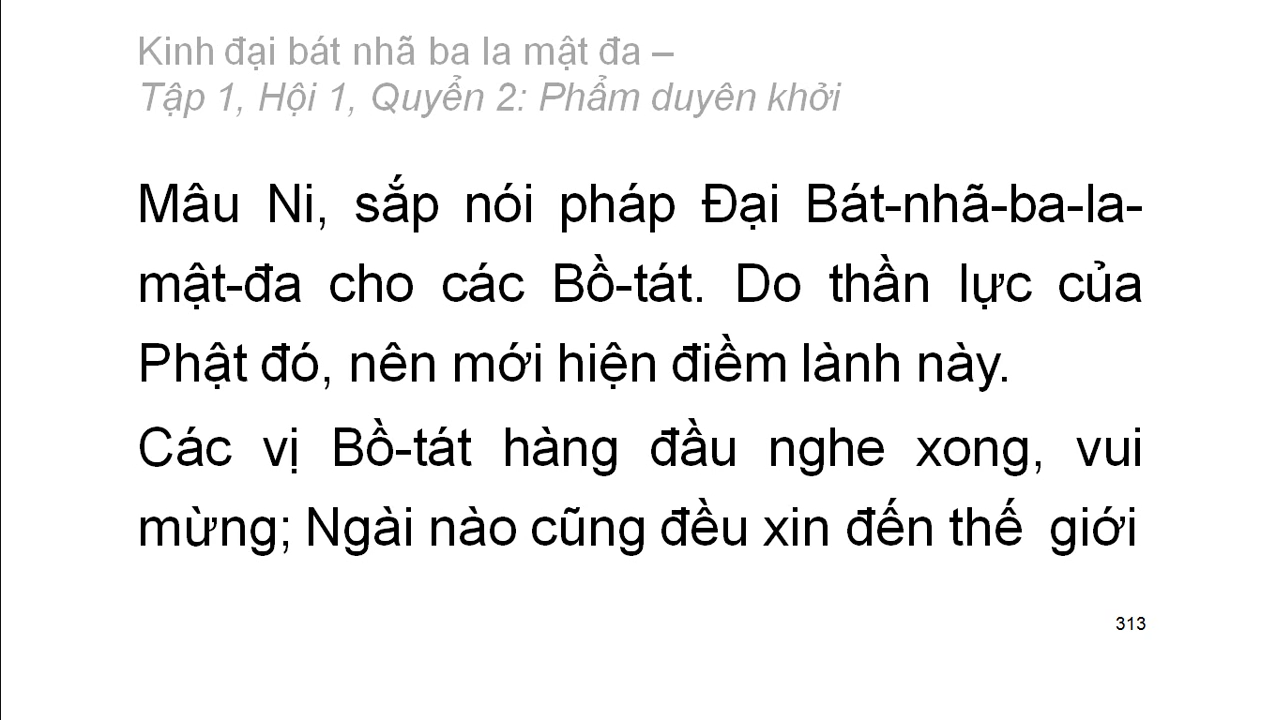 Kinh đại bát nhã ba la mật đa –
Tập 1, Hội 1, Quyển 2: Phẩm duyên khởi
Mâu Ni, sắp nói pháp Đại Bát-nhã-ba-la-
mật-đa cho các Bồ-tát. Do thần lực của
Phật đó, nên mới hiện điềm lành này.
Các vị Bồ-tát hàng đầu nghe xong, vui
mừng; Ngài nào cũng đều xin đến thế giới
313